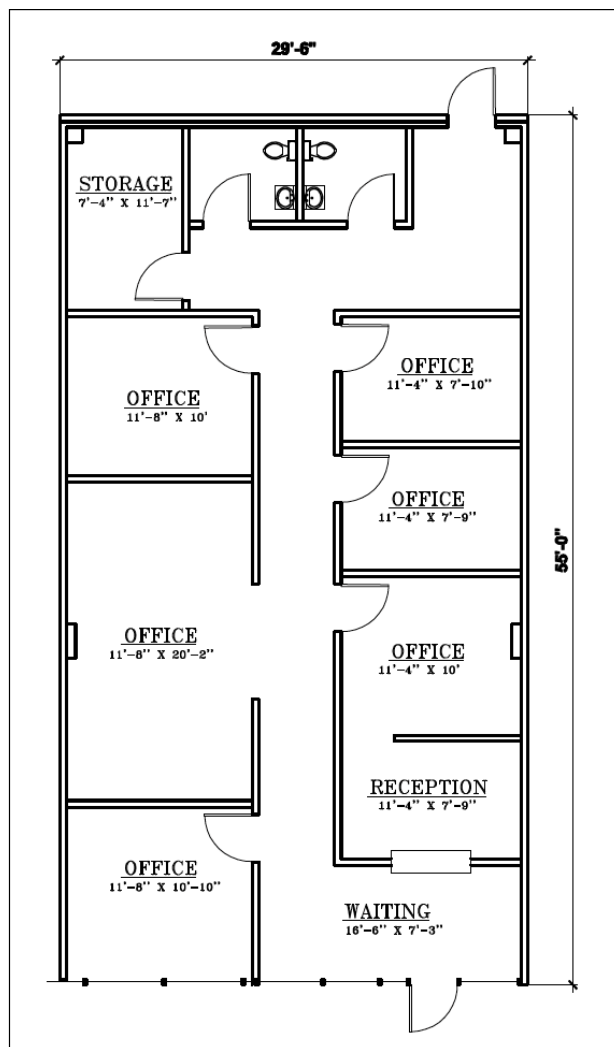 29'-6"
STORAGE
7'-4" X 11'-7"
OFFICE
11'-8" X 10'
OFFICE
11'-4" X 7'-10"
OFFICE
11'-4" X 7'-9"
55'-0"
OFFICE
11'-8" X 20'-2"
OFFICE
11'-4" X 10'
RECEPTION
11'-4" X 7'-9"
OFFICE
11'-8" X 10'-10"
WAITING
16'-6" X 7'-3"